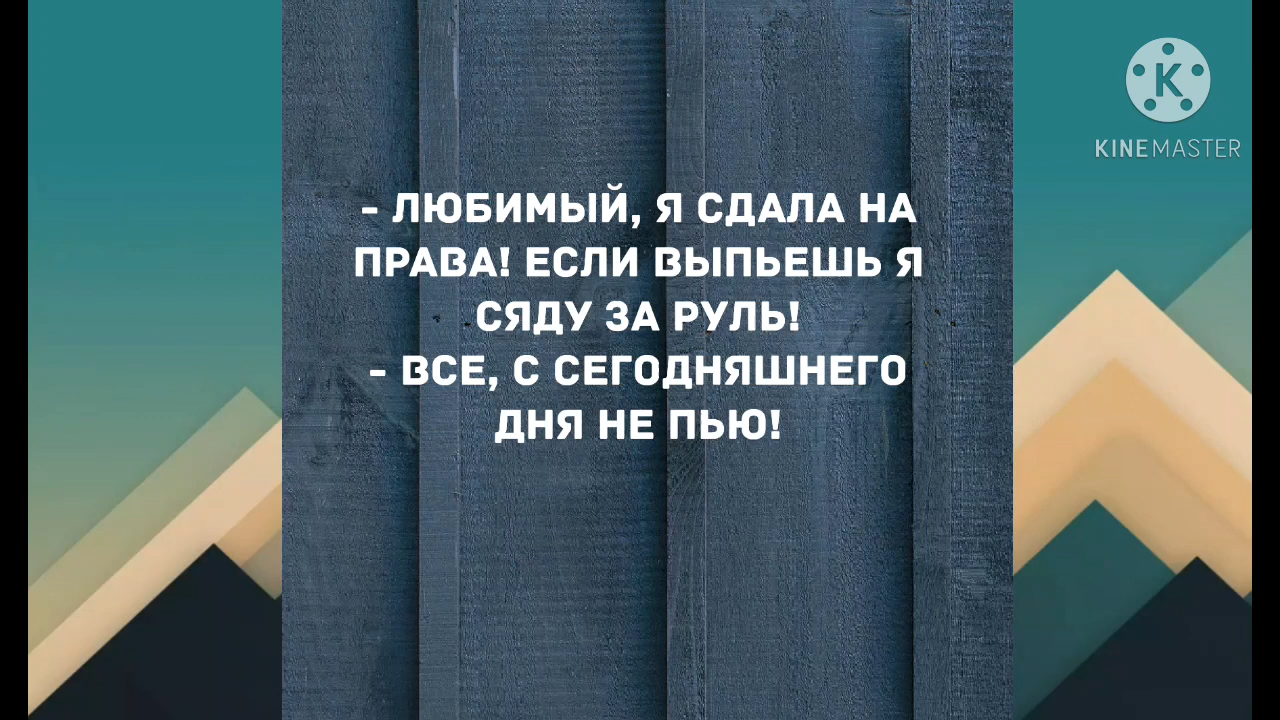 K
KINEMASTER
- ЛЮБИМЫЙ, Я СДАЛА НА
ПРАВА! ЕСЛИ ВЫПЬЕШЬ Я
СЯДУ ЗА РУЛЬ!
- ВСЕ, С СЕГОДНЯШНЕГО
ДНЯ НЕ ПЬЮ!